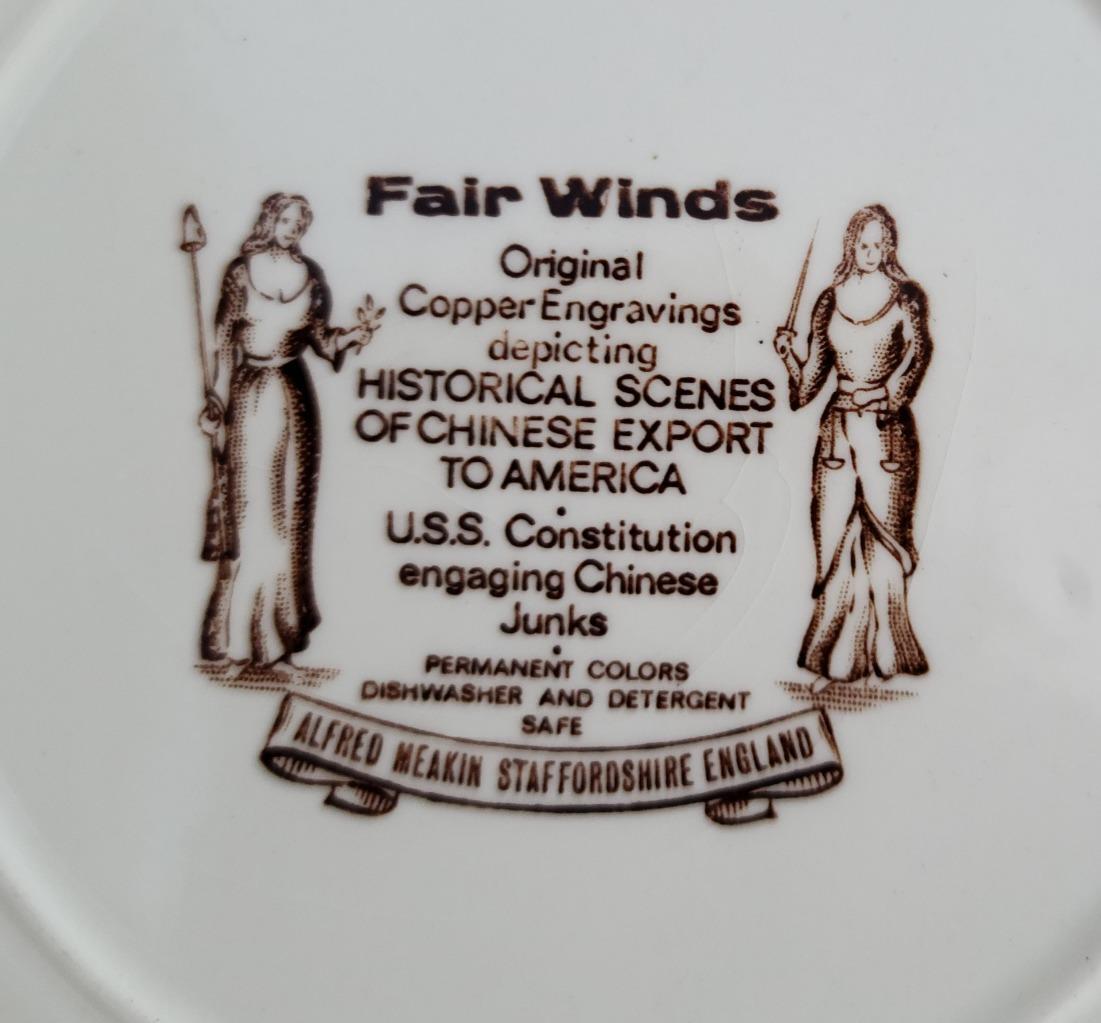 Fair Winds
Original
Copper Engravings
depicting
HISTORICAL SCENES
OF CHINESE EXPORT
TO AMERICA
•
U.S.S. Constitution
engaging Chinese
Junks
•
PERMANENT COLORS
DISHWASHER AND DETERGENT
SAFE
ALFRED MEAKIN STAFFORDSHIRE ENGLAND